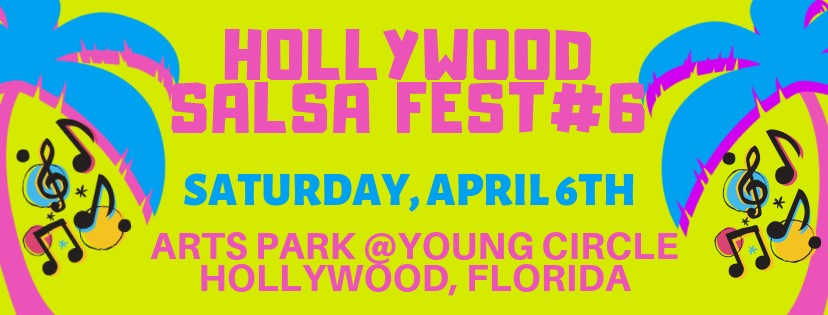 HOLLYWOOD
SALSA FEST#6
SATURDAY, APRIL 6TH
ARTS PARK @YOUNG CIRCLE
HOLLYWOOD, FLORIDA